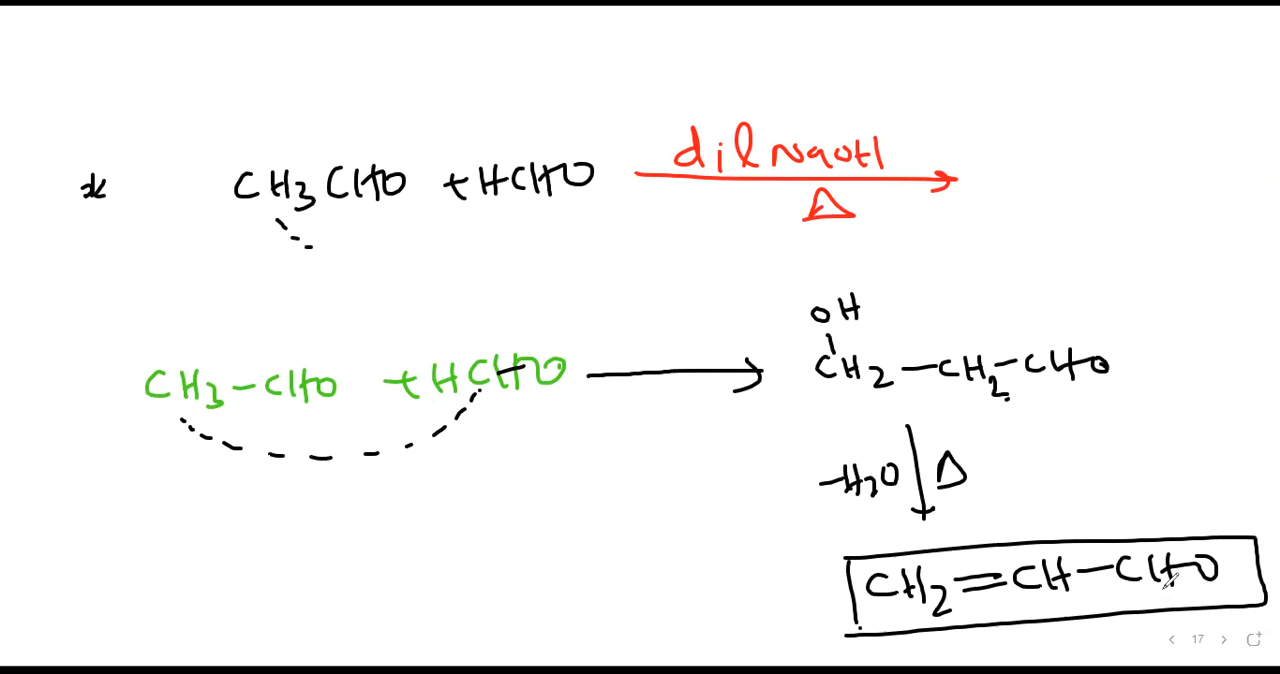 * CH3CHO + HCHO dil NaOH
Δ
OH
CH3-CHO + HCHO CH2-CH2-CHO
-H2O Δ
CH2=CH-CHO
< 17 >